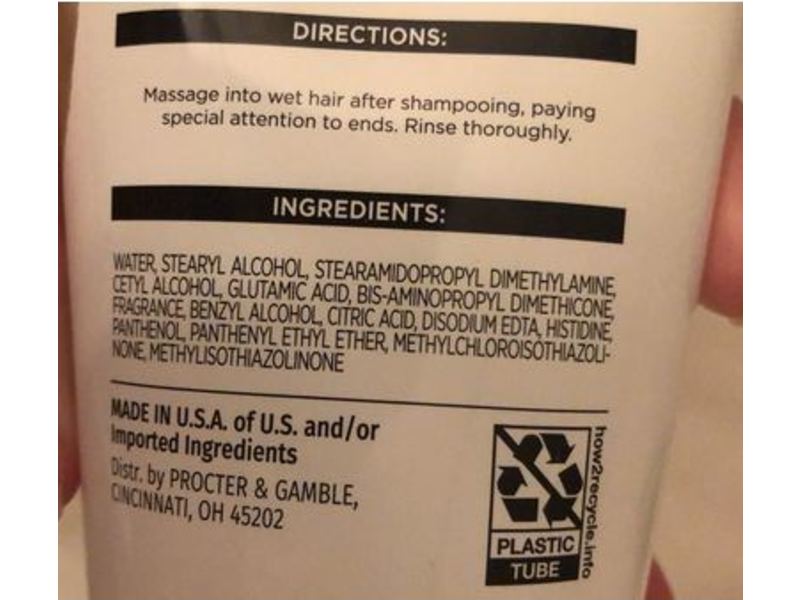 DIRECTIONS:
Massage into wet hair after shampooing, paying
special attention to ends. Rinse thoroughly.
INGREDIENTS:
WATER, STEARYL ALCOHOL, STEARAMIDOPROPYL DIMETHYLAMINE,
CETYL ALCOHOL, GLUTAMIC ACID, BIS-AMINOPROPYL DIMETHICONE,
FRAGRANCE, BENZYL ALCOHOL, CITRIC ACID, DISODIUM EDTA, HISTIDINE,
PANTHENOL, PANTHENYL ETHYL ETHER, METHYLCHLOROISOTHIAZOLI-
NONE, METHYLISOTHIAZOLINONE
MADE IN U.S.A. of U.S. and/or
Imported Ingredients
Distr. by PROCTER & GAMBLE,
CINCINNATI, OH 45202
PLASTIC
TUBE
how2recycle.info